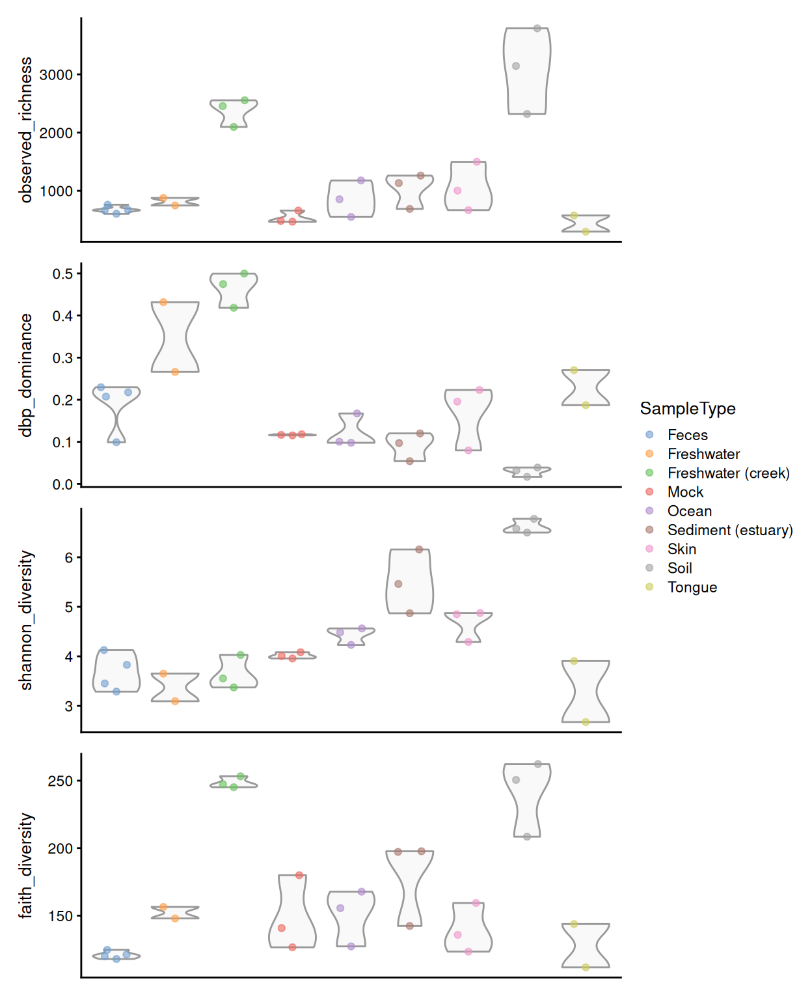 observed_richness
3000
2000
1000
dbp_dominance
0.5
0.4
0.3
0.2
0.1
0.0
shannon_diversity
6
5
4
3
faith_diversity
250
200
150
SampleType
Feces
Freshwater
Freshwater (creek)
Mock
Ocean
Sediment (estuary)
Skin
Soil
Tongue